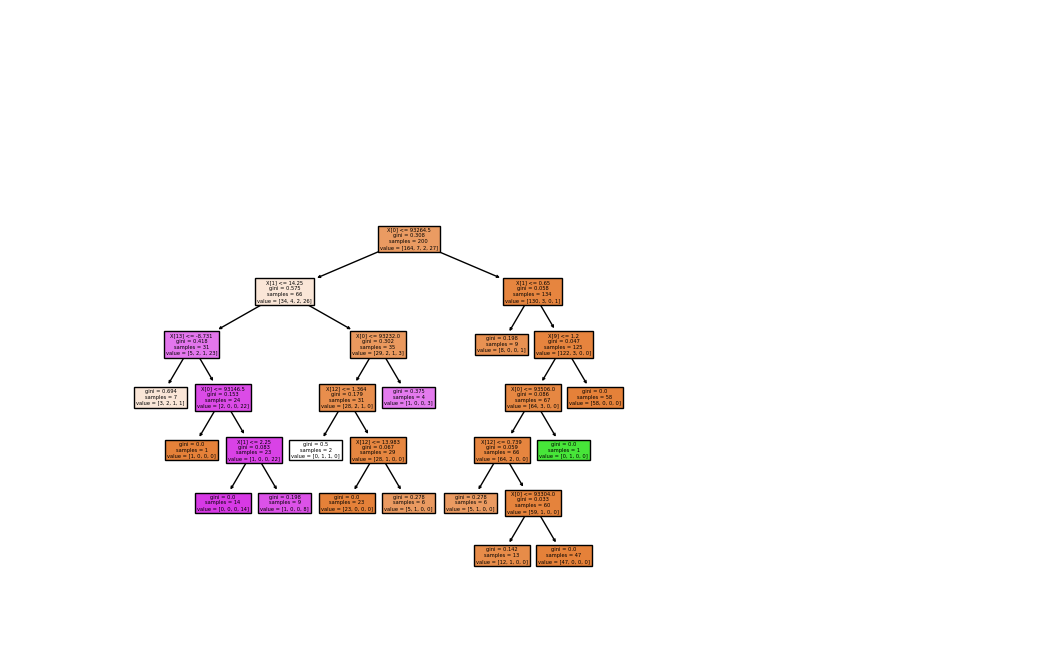 X[0] <= 93264.5
gini = 0.308
samples = 200
value = [164, 7, 2, 27]
X[1] <= 14.25
gini = 0.575
samples = 66
value = [34, 4, 2, 26]
X[1] <= 0.65
gini = 0.058
samples = 134
value = [130, 3, 0, 1]
X[13] <= -8.731
gini = 0.418
samples = 31
value = [5, 2, 1, 23]
X[0] <= 93232.0
gini = 0.302
samples = 35
value = [29, 2, 1, 3]
gini = 0.198
samples = 9
value = [8, 0, 0, 1]
X[9] <= 1.2
gini = 0.047
samples = 125
value = [122, 3, 0, 0]
gini = 0.694
samples = 7
value = [3, 2, 1, 1]
X[0] <= 93146.5
gini = 0.153
samples = 24
value = [2, 0, 0, 22]
X[12] <= 1.364
gini = 0.179
samples = 31
value = [28, 2, 1, 0]
gini = 0.375
samples = 4
value = [1, 0, 0, 3]
X[0] <= 93506.0
gini = 0.086
samples = 67
value = [64, 3, 0, 0]
gini = 0.0
samples = 58
value = [58, 0, 0, 0]
gini = 0.0
samples = 1
value = [1, 0, 0, 0]
X[1] <= 2.25
gini = 0.083
samples = 23
value = [1, 0, 0, 22]
gini = 0.5
samples = 2
value = [0, 1, 1, 0]
X[12] <= 13.983
gini = 0.067
samples = 29
value = [28, 1, 0, 0]
X[12] <= 0.739
gini = 0.059
samples = 66
value = [64, 2, 0, 0]
gini = 0.0
samples = 1
value = [0, 1, 0, 0]
gini = 0.0
samples = 14
value = [0, 0, 0, 14]
gini = 0.198
samples = 9
value = [1, 0, 0, 8]
gini = 0.0
samples = 23
value = [23, 0, 0, 0]
gini = 0.278
samples = 6
value = [5, 1, 0, 0]
gini = 0.278
samples = 6
value = [5, 1, 0, 0]
X[0] <= 93304.0
gini = 0.033
samples = 60
value = [59, 1, 0, 0]
gini = 0.142
samples = 13
value = [12, 1, 0, 0]
gini = 0.0
samples = 47
value = [47, 0, 0, 0]